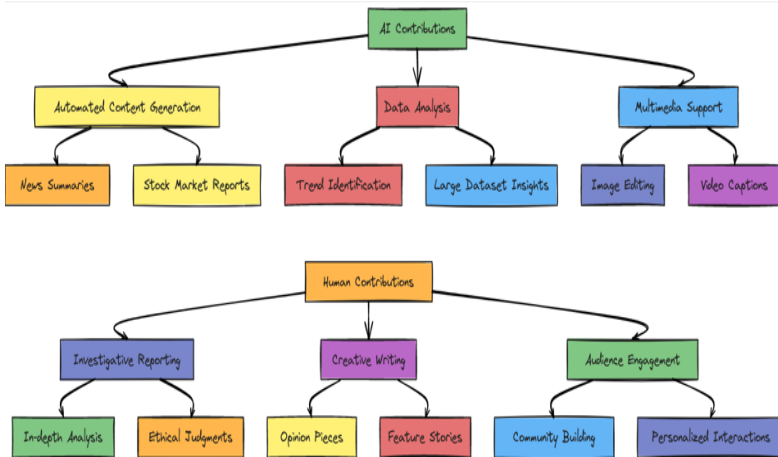 AI Contributions
Automated Content Generation
Data Analysis
Multimedia Support
News Summaries
Stock Market Reports
Trend Identification
Large Dataset Insights
Image Editing
Video Captions
Human Contributions
Investigative Reporting
Creative Writing
Audience Engagement
In-depth Analysis
Ethical Judgments
Opinion Pieces
Feature Stories
Community Building
Personalized Interactions